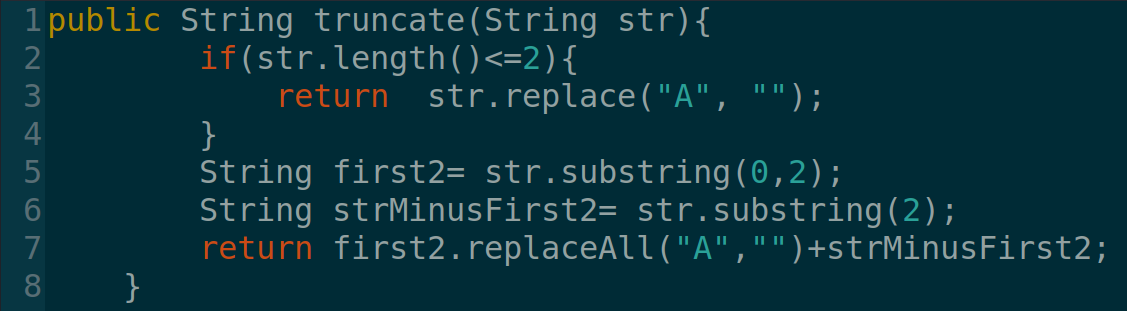 1 public String truncate(String str){
2         if(str.length()<=2){
3             return  str.replace("A", "");
4         }
5         String first2= str.substring(0,2);
6         String strMinusFirst2= str.substring(2);
7         return first2.replaceAll("A","")+strMinusFirst2;
8     }